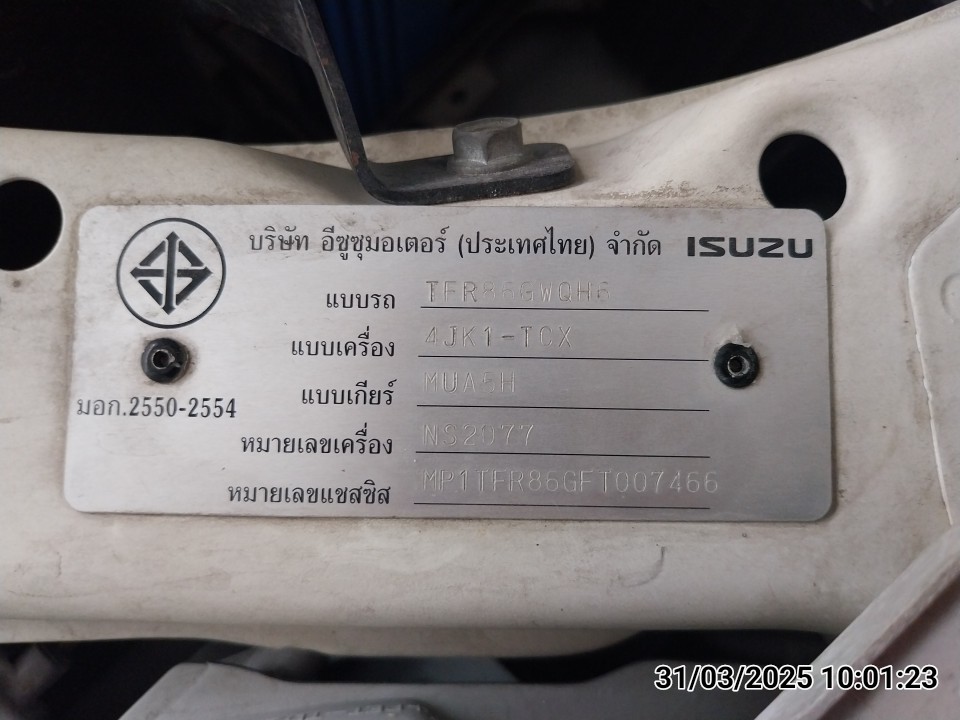 บริษัท อีซูซุมอเตอร์ (ประเทศไทย) จำกัด ISUZU
แบบรถ TFR86GWQH6
แบบเครื่อง 4JK1-TCX
แบบเกียร์ MUA5H
มอก.2550-2554
หมายเลขเครื่อง NS2077
หมายเลขแชสซิส MP1TFR86GFT007466
31/03/2025 10:01:23